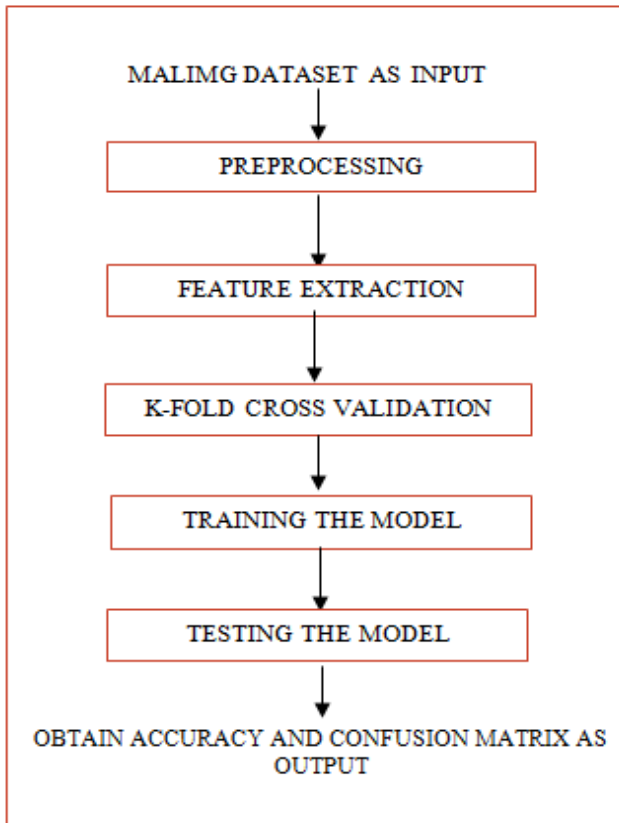 MALIMG DATASET AS INPUT
PREPROCESSING
FEATURE EXTRACTION
K-FOLD CROSS VALIDATION
TRAINING THE MODEL
TESTING THE MODEL
OBTAIN ACCURACY AND CONFUSION MATRIX AS
OUTPUT